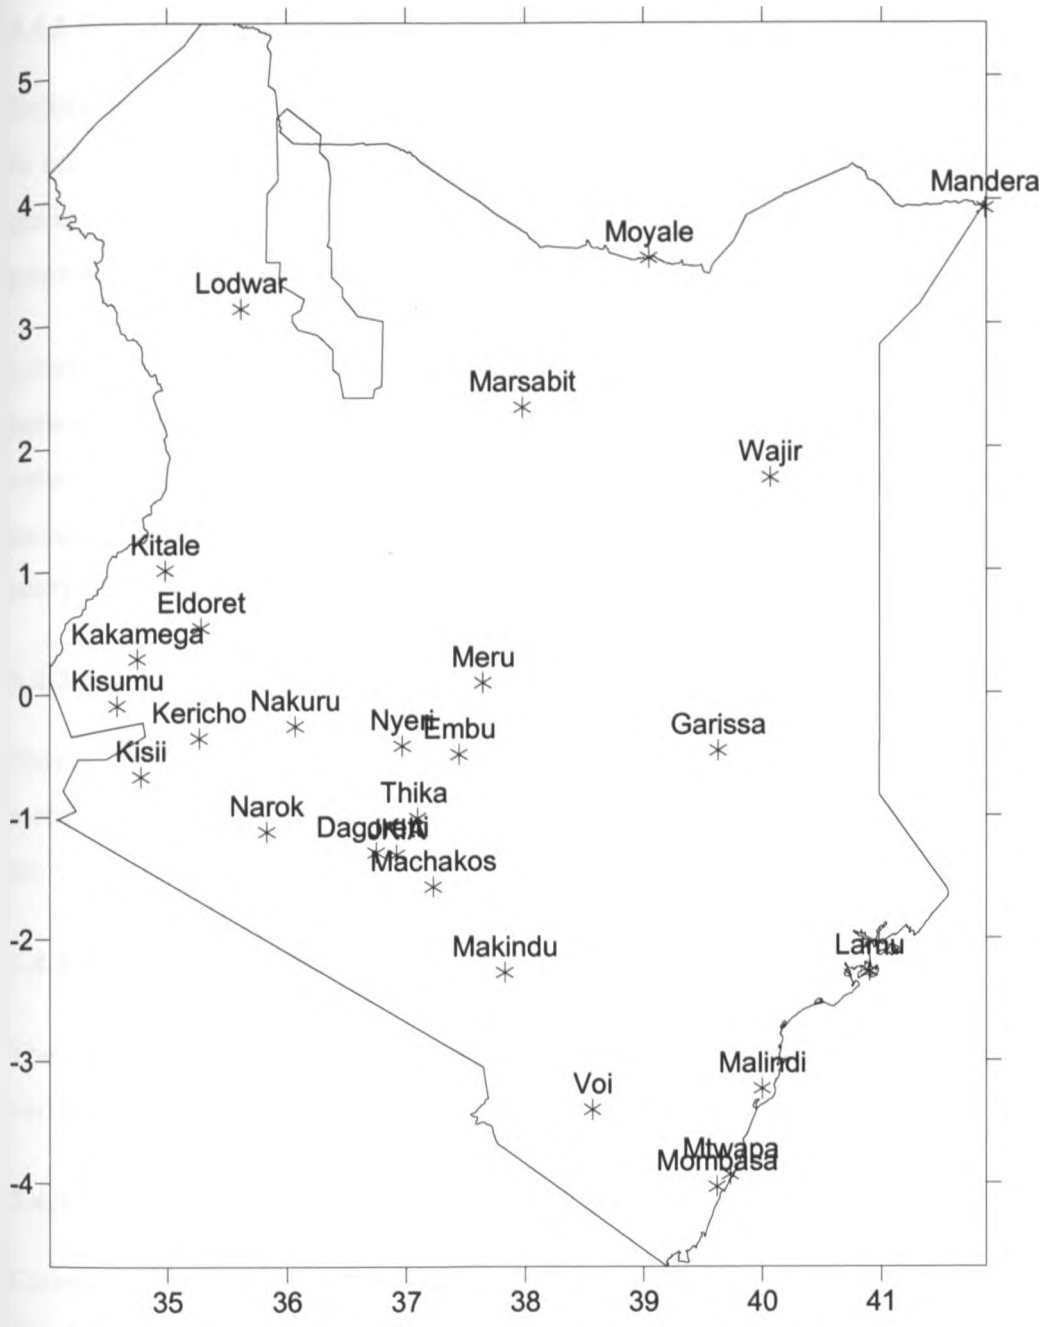 5
Mandera
4
Moyale
Lodwar
3
Marsabit
2
Wajir
Kitale
1
Eldoret
Kakamega
Meru
Kisumu
0
Kericho
Nakuru
Nyeri
Embu
Garissa
Kisii
Thika
Narok
-1
Dagoretti
JKIA
Machakos
-2
Makindu
Lamu
-3
Malindi
Voi
Mtwapa
Mombasa
-4
35 36 37 38 39 40 41